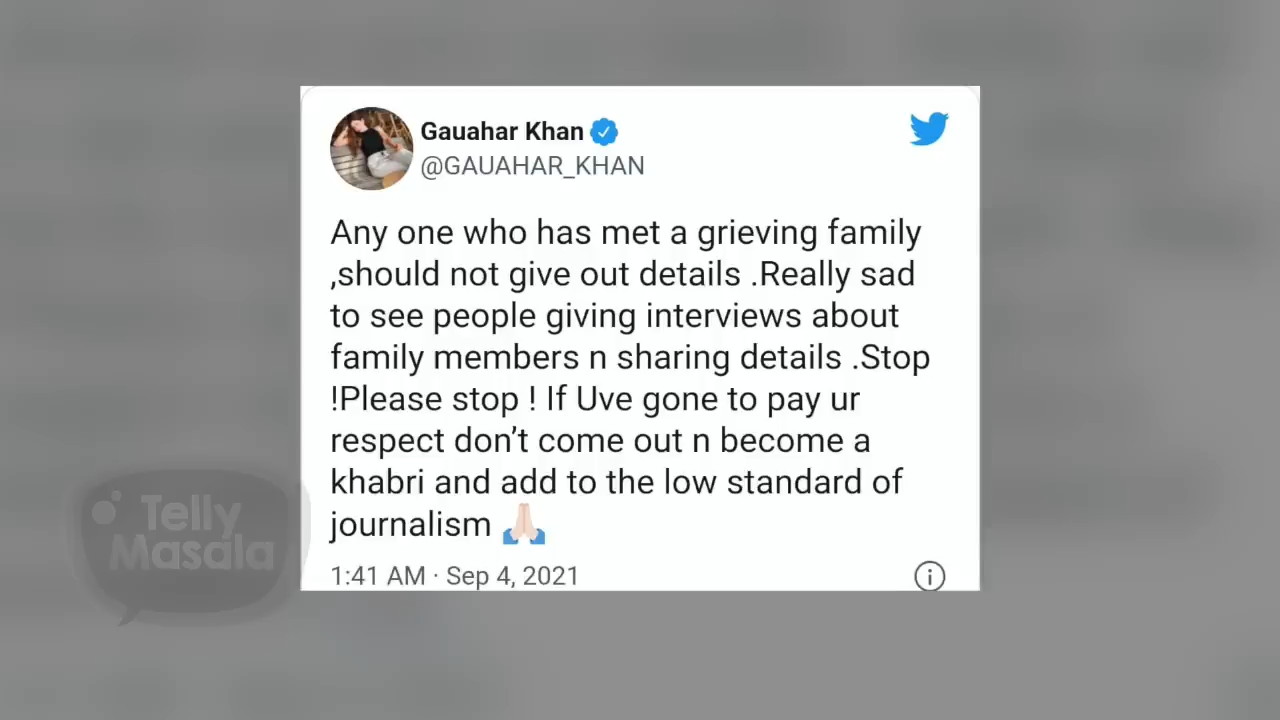 Gauahar Khan
@GAUAHAR_KHAN
Any one who has met a grieving family
,should not give out details .Really sad
to see people giving interviews about
family members n sharing details .Stop
!Please stop ! If Uve gone to pay ur
respect don’t come out n become a
khabri and add to the low standard of
journalism 🙏🏻
1:41 AM · Sep 4, 2021
Telly
Masala